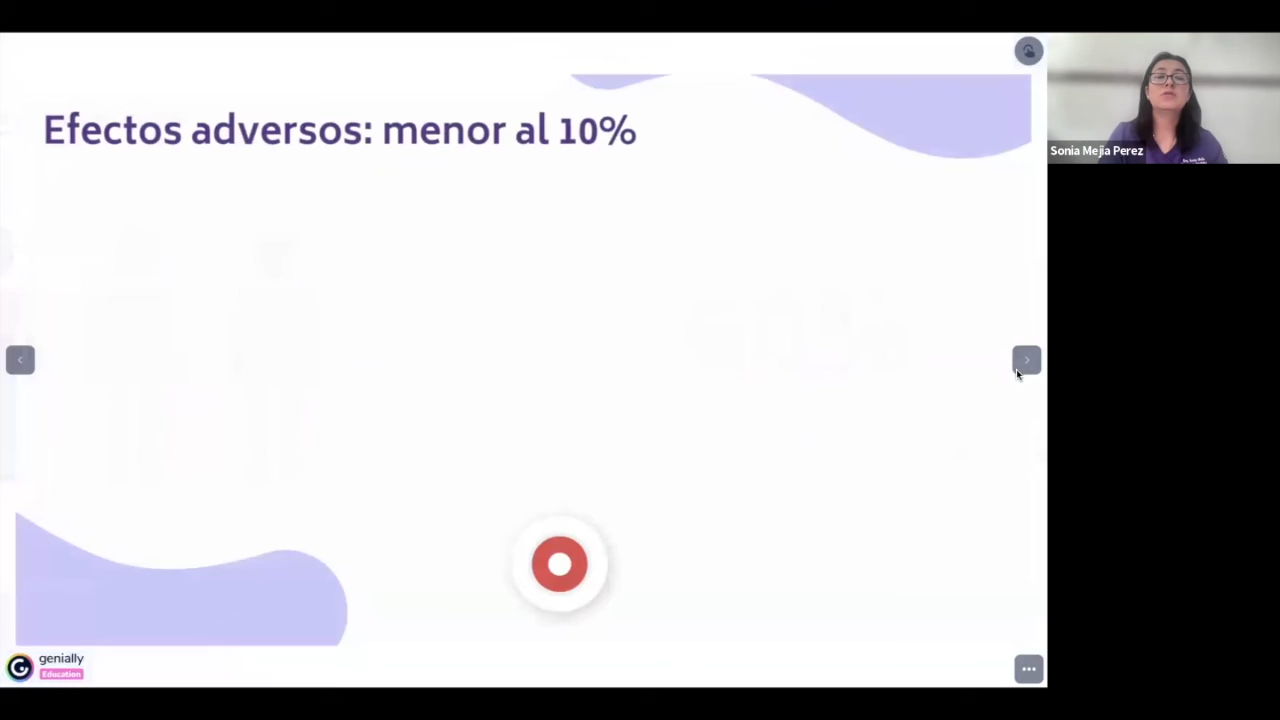 Efectos adversos: menor al 10%
Sonia Mejia Perez
genially
Education